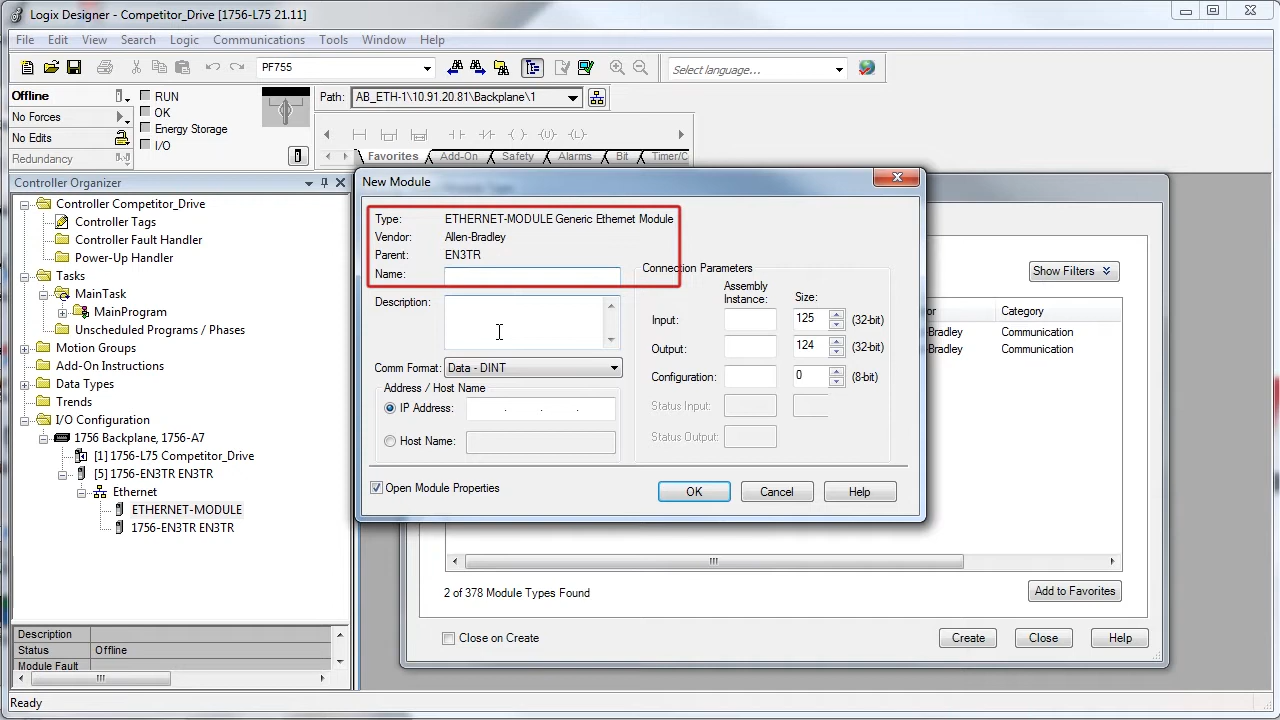 Logix Designer - Competitor_Drive [1756-L75 21.11]
File Edit View Search Logic Communications Tools Window Help
PF755
Select language...
Offline
RUN
No Forces
OK
No Edits
Energy Storage
Redundancy
I/O
Path: AB_ETH-1\10.91.20.81\Backplane\1
Favorites Add-On Safety Alarms Bit Timer/C
Controller Organizer
Controller Competitor_Drive
Controller Tags
Controller Fault Handler
Power-Up Handler
Tasks
MainTask
MainProgram
Unscheduled Programs / Phases
Motion Groups
Add-On Instructions
Data Types
Trends
I/O Configuration
1756 Backplane, 1756-A7
[1] 1756-L75 Competitor_Drive
[5] 1756-EN3TR EN3TR
Ethernet
ETHERNET-MODULE
1756-EN3TR EN3TR
Description
Status Offline
Module Fault
Ready
New Module
Type: ETHERNET-MODULE Generic Ethernet Module
Vendor: Allen-Bradley
Parent: EN3TR
Name:
Description:
Comm Format: Data - DINT
Address / Host Name
IP Address: . . .
Host Name:
Connection Parameters
Assembly
Instance: Size:
Input: 125 (32-bit)
Output: 124 (32-bit)
Configuration: 0 (8-bit)
Status Input:
Status Output:
Open Module Properties
OK Cancel Help
Show Filters
or Category
Bradley Communication
Bradley Communication
2 of 378 Module Types Found
Add to Favorites
Close on Create
Create Close Help